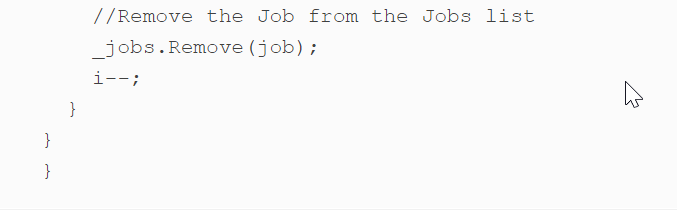 //Remove the Job from the Jobs list
_jobs.Remove(job);
i--;
}
}
}